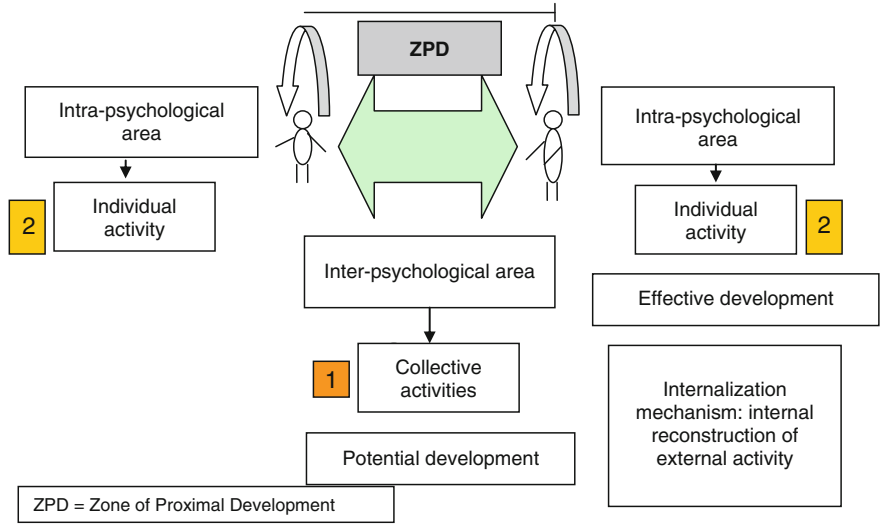 ZPD
Intra-psychological
area
Individual
activity
2
Inter-psychological area
1
Collective
activities
Potential development
Intra-psychological
area
Individual
activity
2
Effective development
Internalization
mechanism: internal
reconstruction of
external activity
ZPD = Zone of Proximal Development